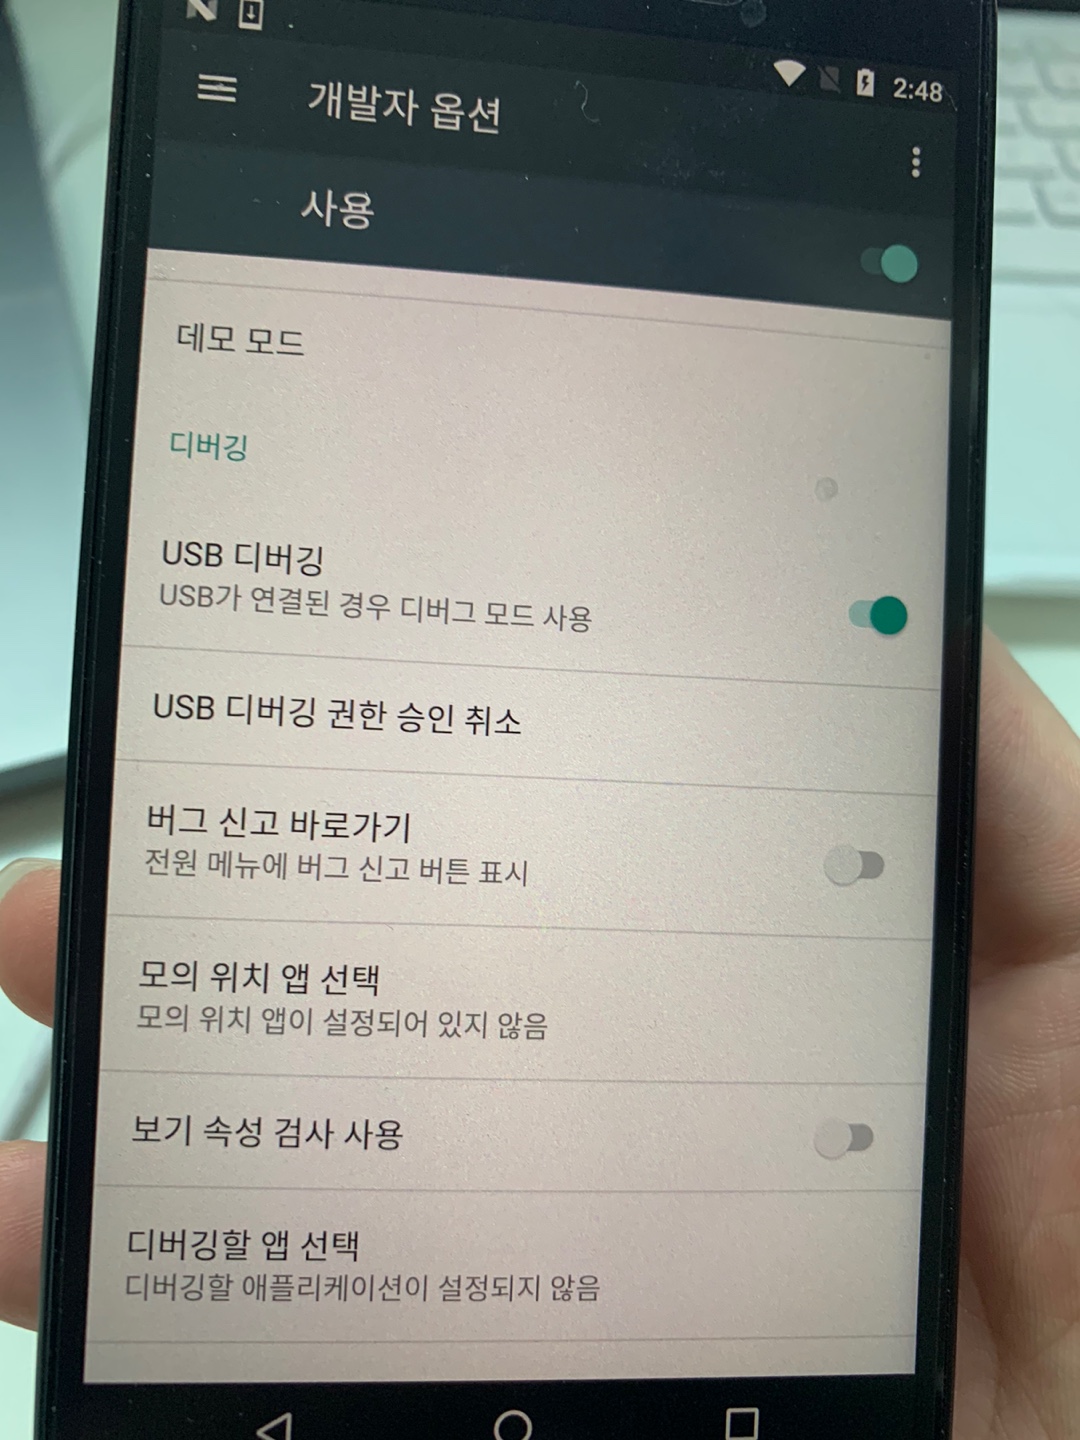 2:48
개발자 옵션
사용
데모 모드
디버깅
USB 디버깅
USB가 연결된 경우 디버그 모드 사용
USB 디버깅 권한 승인 취소
버그 신고 바로가기
전원 메뉴에 버그 신고 버튼 표시
모의 위치 앱 선택
모의 위치 앱이 설정되어 있지 않음
보기 속성 검사 사용
디버깅할 앱 선택
디버깅할 애플리케이션이 설정되지 않음